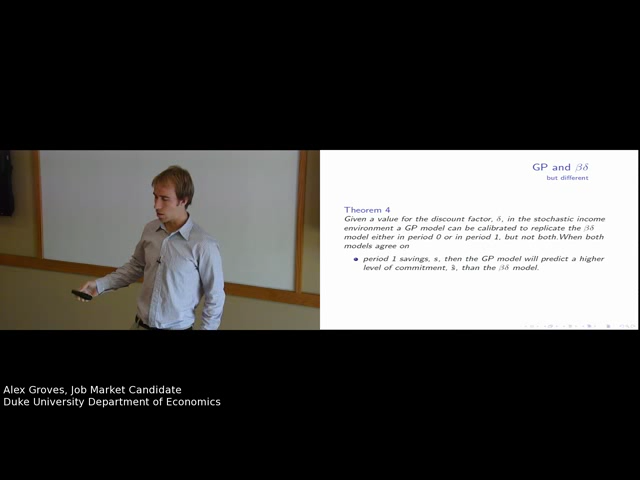 GP and βδ
but different
Theorem 4
Given a value for the discount factor, δ, in the stochastic income
environment a GP model can be calibrated to replicate the βδ
model either in period 0 or in period 1, but not both.When both
models agree on
period 1 savings, s, then the GP model will predict a higher
level of commitment, ŝ, than the βδ model.
Alex Groves, Job Market Candidate
Duke University Department of Economics